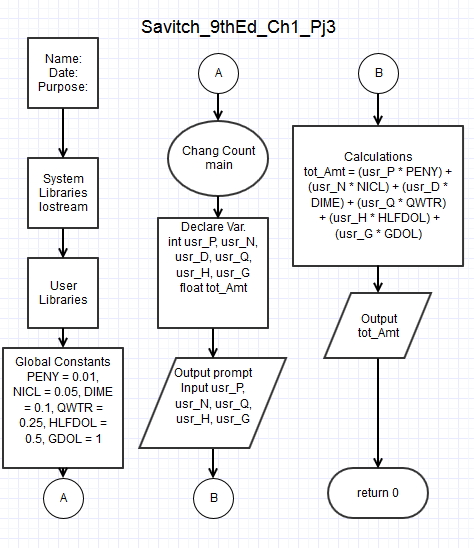 Savitch_9thEd_Ch1_Pj3
Name:
Date:
Purpose:
System
Libraries
Iostream
User
Libraries
Global Constants
PENY = 0.01,
NICL = 0.05, DIME
= 0.1, QWTR =
0.25, HLFDOL =
0.5, GDOL = 1
A
A
Chang Count
main
Declare Var.
int usr_P, usr_N,
usr_D, usr_Q,
usr_H, usr_G
float tot_Amt
Output prompt
Input usr_P,
usr_N, usr_Q,
usr_H, usr_G
B
B
Calculations
tot_Amt = (usr_P * PENY) +
(usr_N * NICL) + (usr_D *
DIME) + (usr_Q * QWTR)
+ (usr_H * HLFDOL) +
(usr_G * GDOL)
Output
tot_Amt
return 0